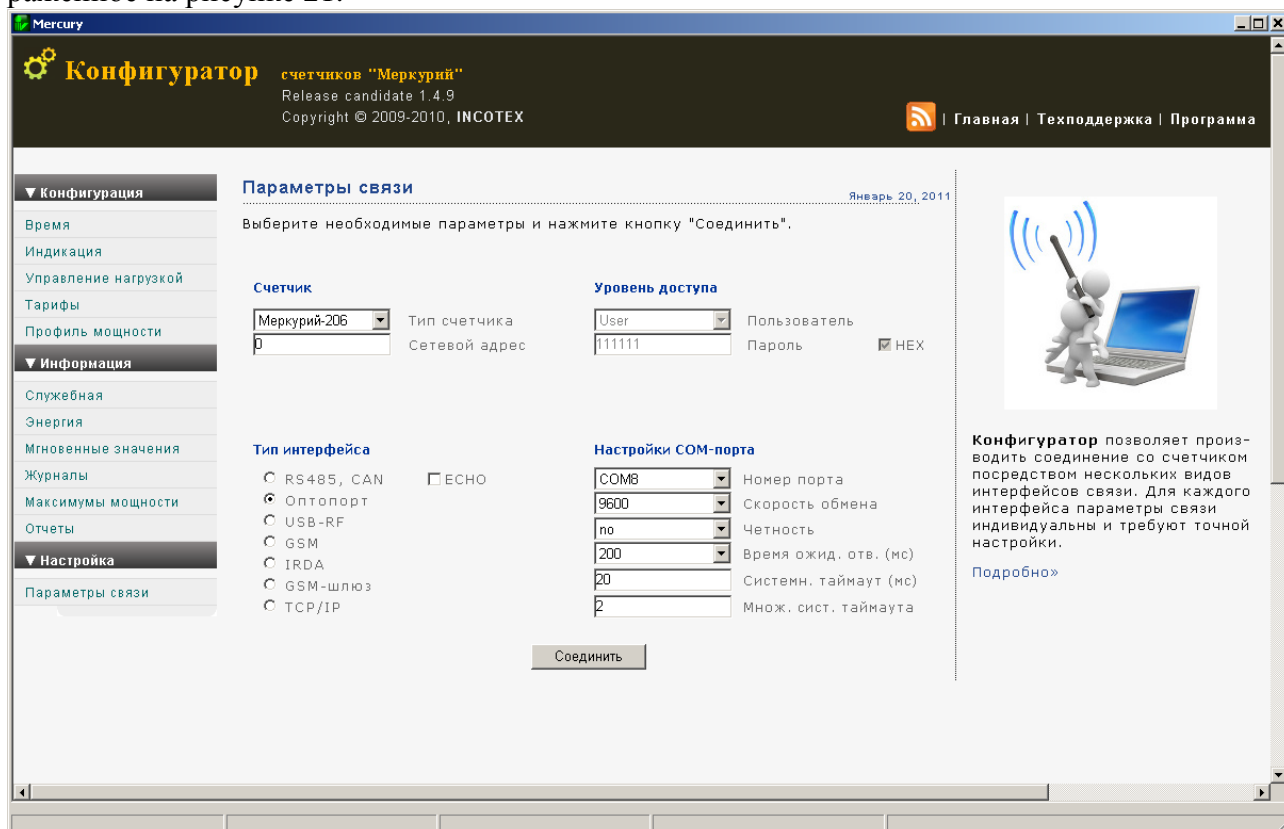 раженное на рисунке 21.
Mercury
Конфигуратор счетчиков "Меркурий"
Release candidate 1.4.9
Copyright © 2009-2010, INCOTEX
| Главная | Техподдержка | Программа
▼ Конфигурация
Время
Индикация
Управление нагрузкой
Тарифы
Профиль мощности
▼ Информация
Служебная
Энергия
Мгновенные значения
Журналы
Максимумы мощности
Отчеты
▼ Настройка
Параметры связи
Параметры связи
Январь 20, 2011
Выберите необходимые параметры и нажмите кнопку "Соединить".
Счетчик
Меркурий-206 Тип счетчика
0 Сетевой адрес
Уровень доступа
User Пользователь
111111 Пароль HEX
Тип интерфейса
RS485, CAN ECHO
Оптопорт
USB-RF
GSM
IRDA
GSM-шлюз
TCP/IP
Настройки COM-порта
COM8 Номер порта
9600 Скорость обмена
no Четность
200 Время ожид. отв. (мс)
20 Системн. таймаут (мс)
2 Множ. сист. таймаута
Соединить
Конфигуратор позволяет произ-
водить соединение со счетчиком
посредством нескольких видов
интерфейсов связи. Для каждого
интерфейса параметры связи
индивидуальны и требуют точной
настройки.
Подробно»